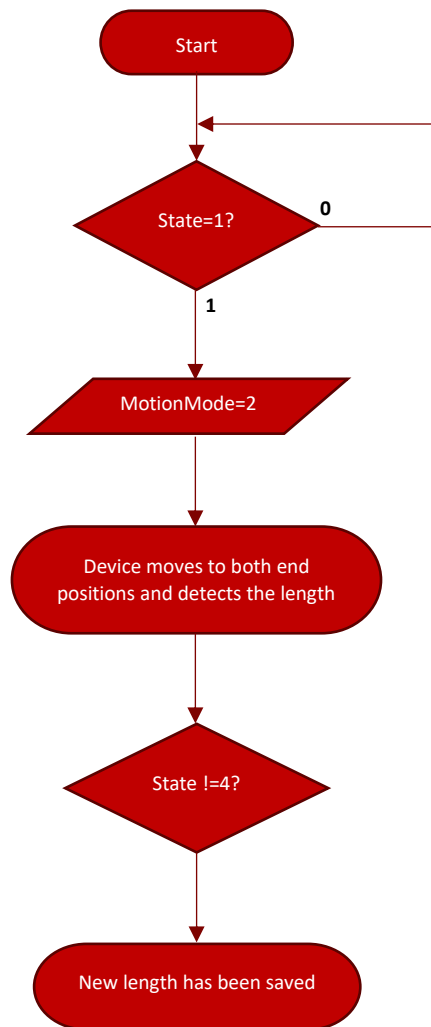 Start
State=1?
0
1
MotionMode=2
Device moves to both end
positions and detects the length
State !=4?
New length has been saved